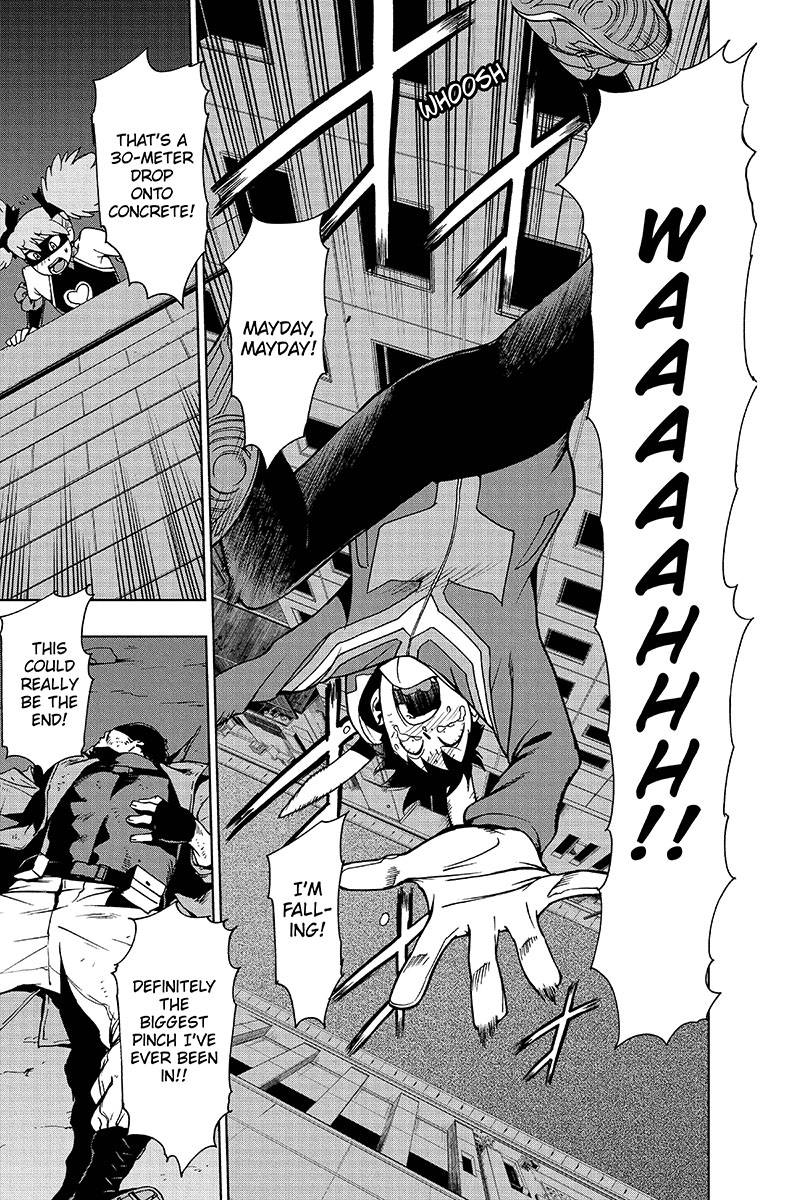 WAAAAAHHH!!
WHOOSH
MAYDAY,
MAYDAY!
I'M
FALL-
ING!
THAT'S A
30-METER
DROP
ONTO
CONCRETE!
THIS
COULD
REALLY
BE THE
END!
DEFINITELY
THE
BIGGEST
PINCH I'VE
EVER BEEN
IN!!